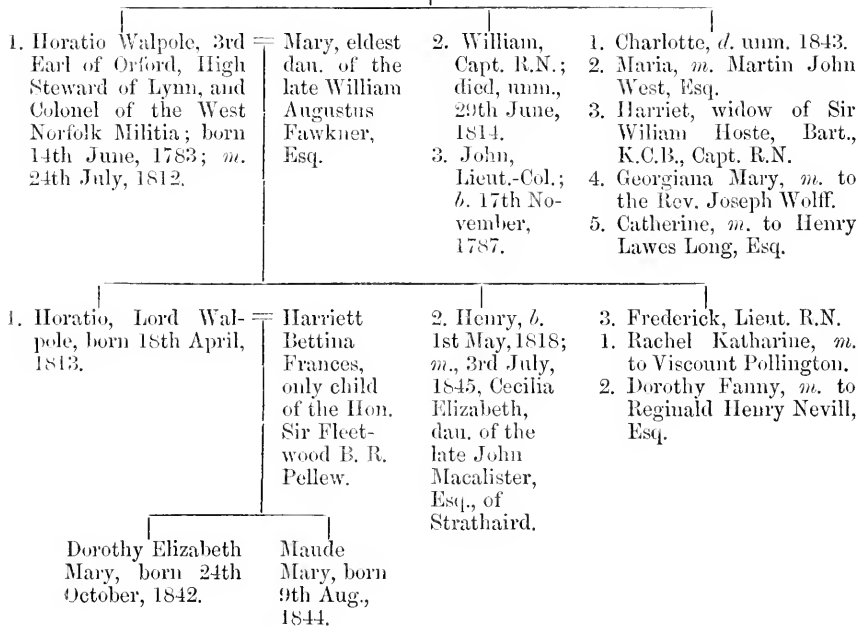 1. Horatio Walpole, 3rd
Earl of Orford, High
Steward of Lynn, and
Colonel of the West
Norfolk Militia; born
14th June, 1783; m.
24th July, 1812.
Mary, eldest
dau. of the
late William
Augustus
Fawkner,
Esq.
2. William,
Capt. R.N.;
died, unm.,
29th June,
1814.
3. John,
Lieut.-Col.;
b. 17th No-
vember,
1787.
1. Charlotte, d. unm. 1843.
2. Maria, m. Martin John
West, Esq.
3. Harriet, widow of Sir
Wiliam Hoste, Bart.,
K.C.B., Capt. R.N.
4. Georgiana Mary, m. to
the Rev. Joseph Wolff.
5. Catherine, m. to Henry
Lawes Long, Esq.
1. Horatio, Lord Wal-
pole, born 18th April,
1813.
Harriett
Bettina
Frances,
only child
of the Hon.
Sir Fleet-
wood B. R.
Pellew.
2. Henry, b.
1st May, 1818;
m., 3rd July,
1845, Cecilia
Elizabeth,
dau. of the
late John
Macalister,
Esq., of
Strathaird.
3. Frederick, Lieut. R.N.
1. Rachel Katharine, m.
to Viscount Pollington.
2. Dorothy Fanny, m. to
Reginald Henry Nevill,
Esq.
Dorothy Elizabeth
Mary, born 24th
October, 1842.
Maude
Mary, born
9th Aug.,
1844.